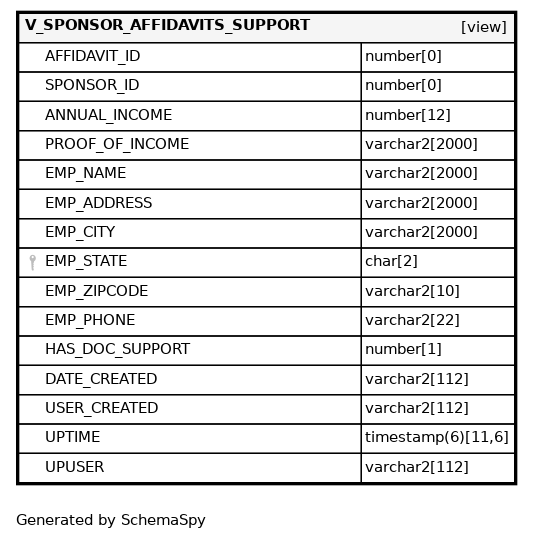 V_SPONSOR_AFFIDAVITS_SUPPORT [view]
AFFIDAVIT_ID number[0]
SPONSOR_ID number[0]
ANNUAL_INCOME number[12]
PROOF_OF_INCOME varchar2[2000]
EMP_NAME varchar2[2000]
EMP_ADDRESS varchar2[2000]
EMP_CITY varchar2[2000]
EMP_STATE char[2]
EMP_ZIPCODE varchar2[10]
EMP_PHONE varchar2[22]
HAS_DOC_SUPPORT number[1]
DATE_CREATED varchar2[112]
USER_CREATED varchar2[112]
UPTIME timestamp(6)[11,6]
UPUSER varchar2[112]
Generated by SchemaSpy